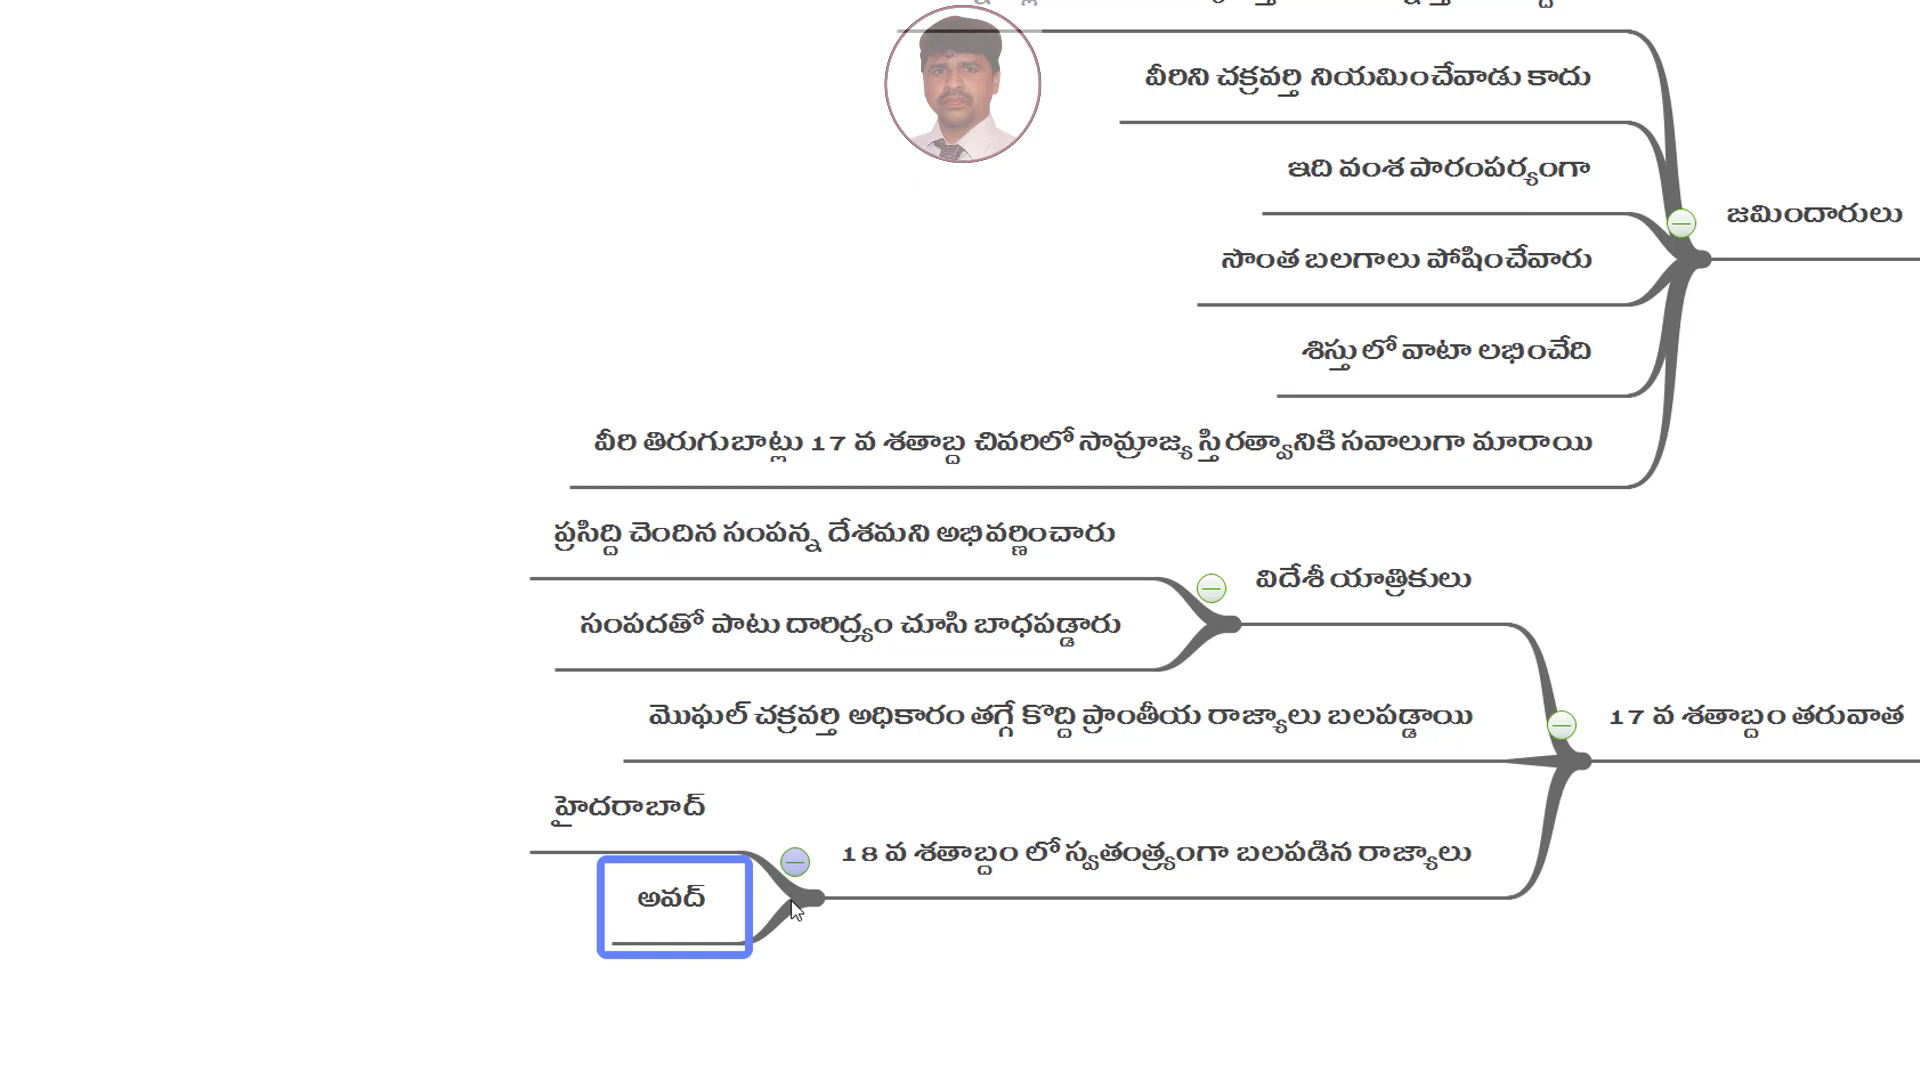 వీరిని చక్రవర్తి నియమించేవాడు కాదు
ఇది వంశ పారంపర్యంగా
జమిందారులు
సొంత బలగాలు పోషించేవారు
శిస్తు లో వాటా లభించేది
వీరి తిరుగుబాట్లు 17 వ శతాబ్ద చివరిలో సామ్రాజ్య స్తిరత్వానికి సవాలుగా మారాయి
ప్రసిద్ది చెందిన సంపన్న దేశమని అభివర్ణించారు
విదేశీ యాత్రికులు
సంపదతో పాటు దారిద్ర్యం చూసి బాధపడ్డారు
మొఘల్ చక్రవర్తి అధికారం తగ్గే కొద్ది ప్రాంతీయ రాజ్యాలు బలపడ్డాయి
17 వ శతాబ్దం తరువాత
హైదరాబాద్
18 వ శతాబ్దం లో స్వతంత్ర్యంగా బలపడిన రాజ్యాలు
అవద్